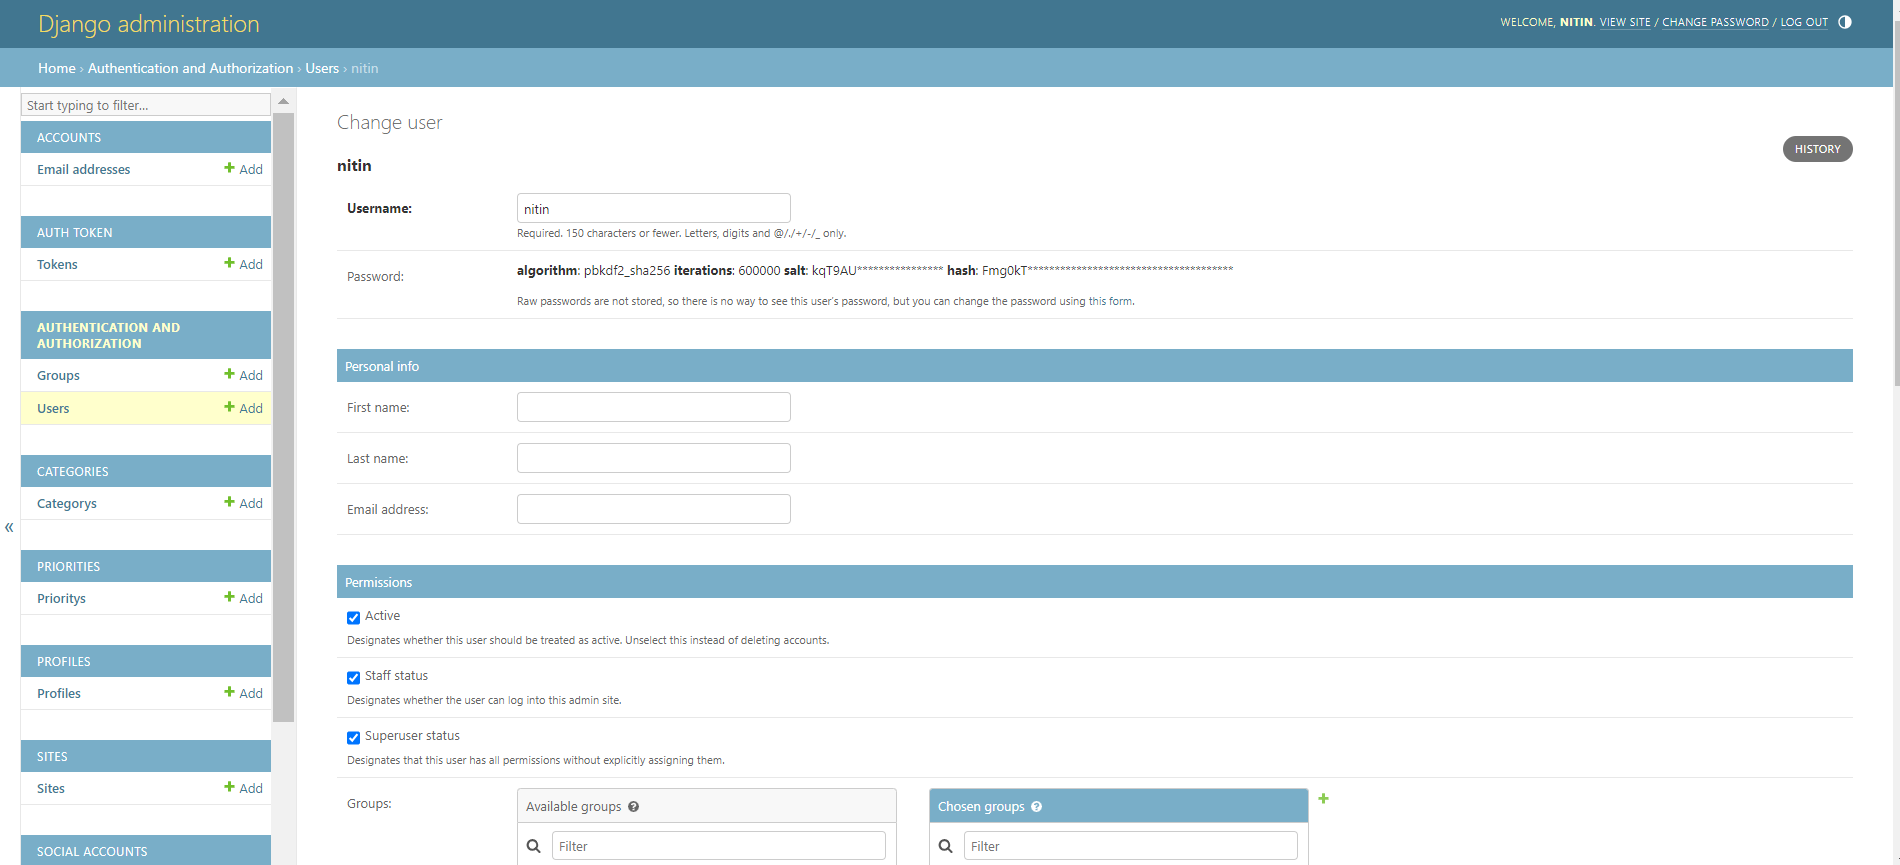 Django administration
WELCOME, NITIN. VIEW SITE / CHANGE PASSWORD / LOG OUT
Home › Authentication and Authorization › Users › nitin
Start typing to filter...
ACCOUNTS
Email addresses Add
AUTH TOKEN
Tokens Add
AUTHENTICATION AND
AUTHORIZATION
Groups Add
Users Add
CATEGORIES
Categorys Add
PRIORITIES
Prioritys Add
PROFILES
Profiles Add
SITES
Sites Add
SOCIAL ACCOUNTS
«
Change user
HISTORY
nitin
Username: nitin
Required. 150 characters or fewer. Letters, digits and @/./+/-/_ only.
Password: algorithm: pbkdf2_sha256 iterations: 600000 salt: kqT9AU**************** hash: Fmg0kT**************************************
Raw passwords are not stored, so there is no way to see this user's password, but you can change the password using this form.
Personal info
First name:
Last name:
Email address:
Permissions
Active
Designates whether this user should be treated as active. Unselect this instead of deleting accounts.
Staff status
Designates whether the user can log into this admin site.
Superuser status
Designates that this user has all permissions without explicitly assigning them.
Groups: Available groups ? Chosen groups ?
Filter Filter